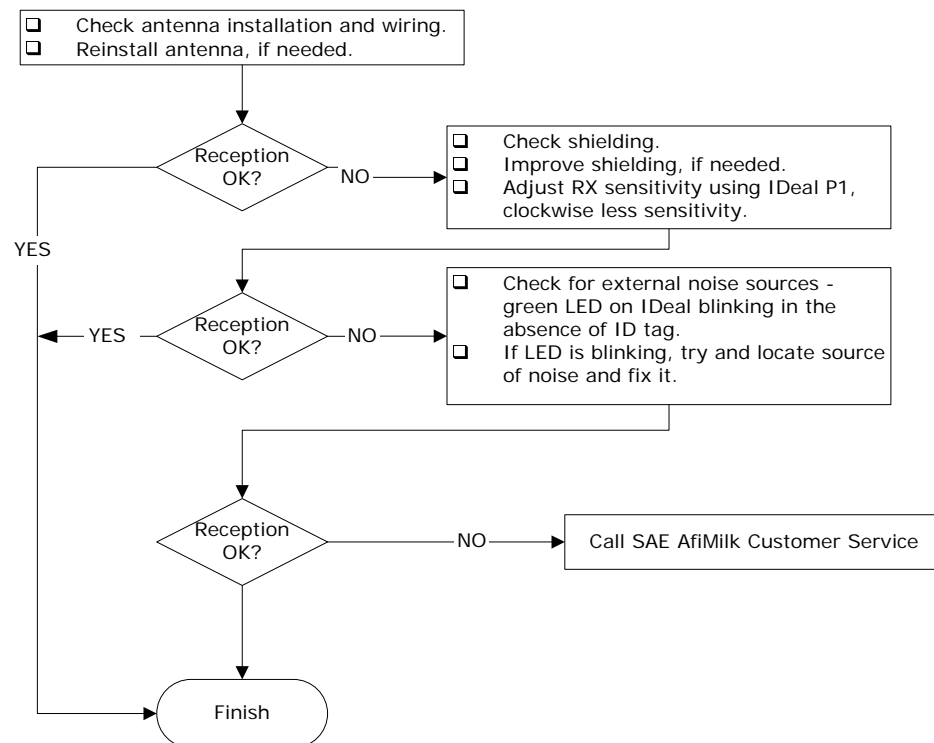 Check antenna installation and wiring.
Reinstall antenna, if needed.
Reception
OK?
NO
Check shielding.
Improve shielding, if needed.
Adjust RX sensitivity using IDeal P1,
clockwise less sensitivity.
YES
Reception
OK?
YES
NO
Check for external noise sources -
green LED on IDeal blinking in the
absence of ID tag.
If LED is blinking, try and locate source
of noise and fix it.
Reception
OK?
NO
Call SAE AfiMilk Customer Service
Finish